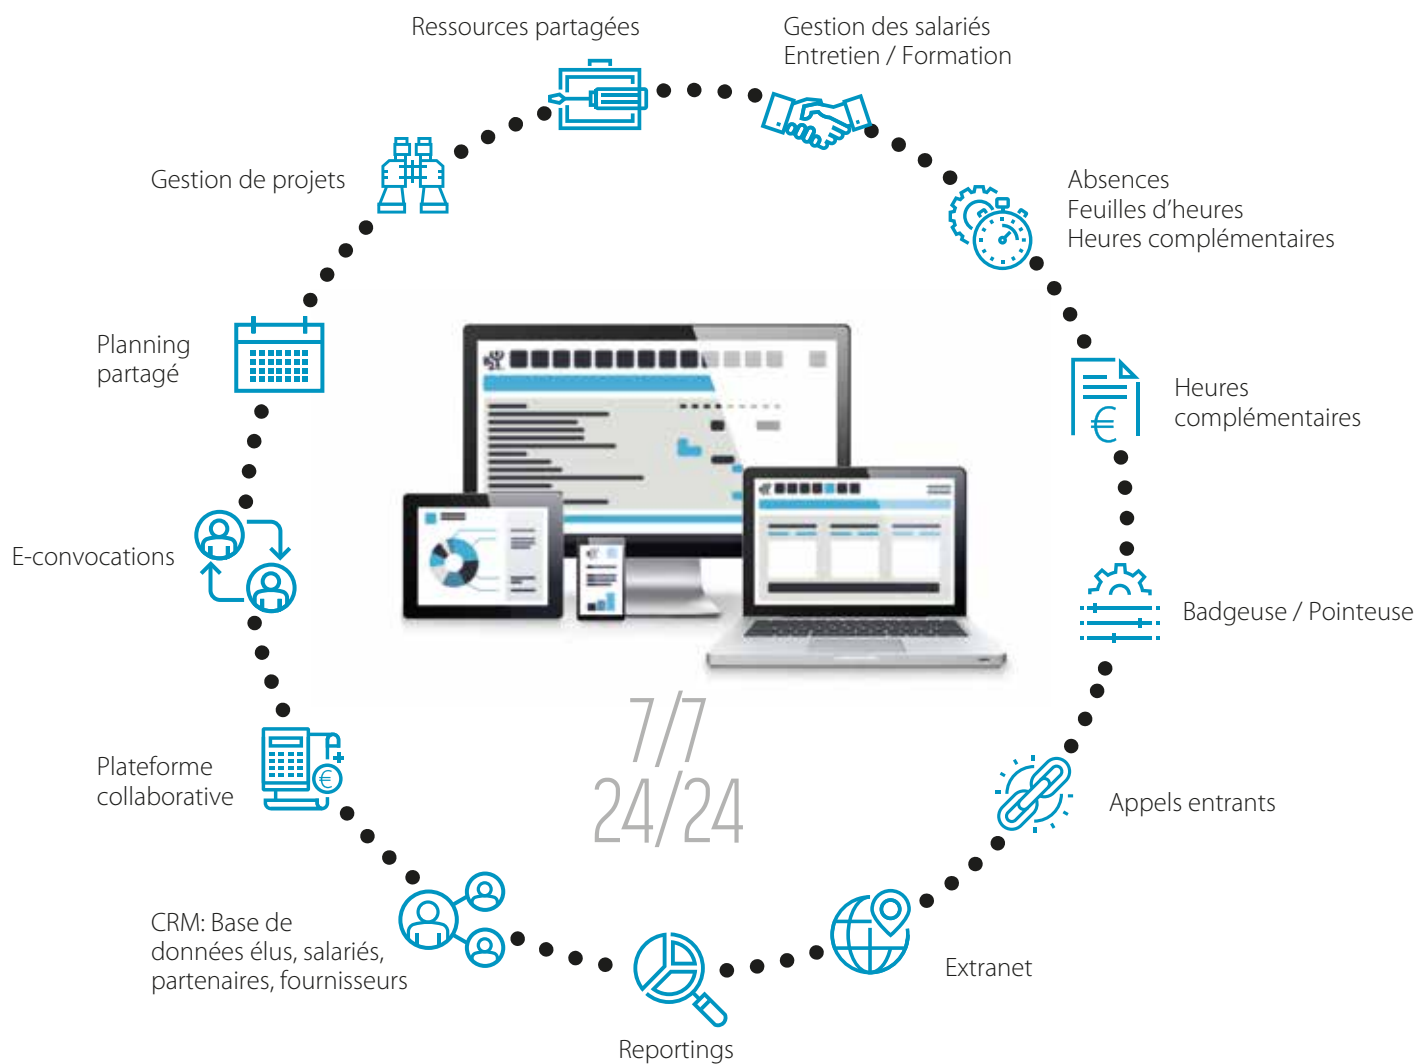 Ressources partagées
Gestion des salariés
Entretien / Formation
Absences
Feuilles d’heures
Heures complémentaires
Heures
complémentaires
Badgeuse / Pointeuse
Appels entrants
Extranet
Reportings
CRM: Base de
données élus, salariés,
partenaires, fournisseurs
Plateforme
collaborative
E-convocations
Planning
partagé
Gestion de projets
7/7
24/24